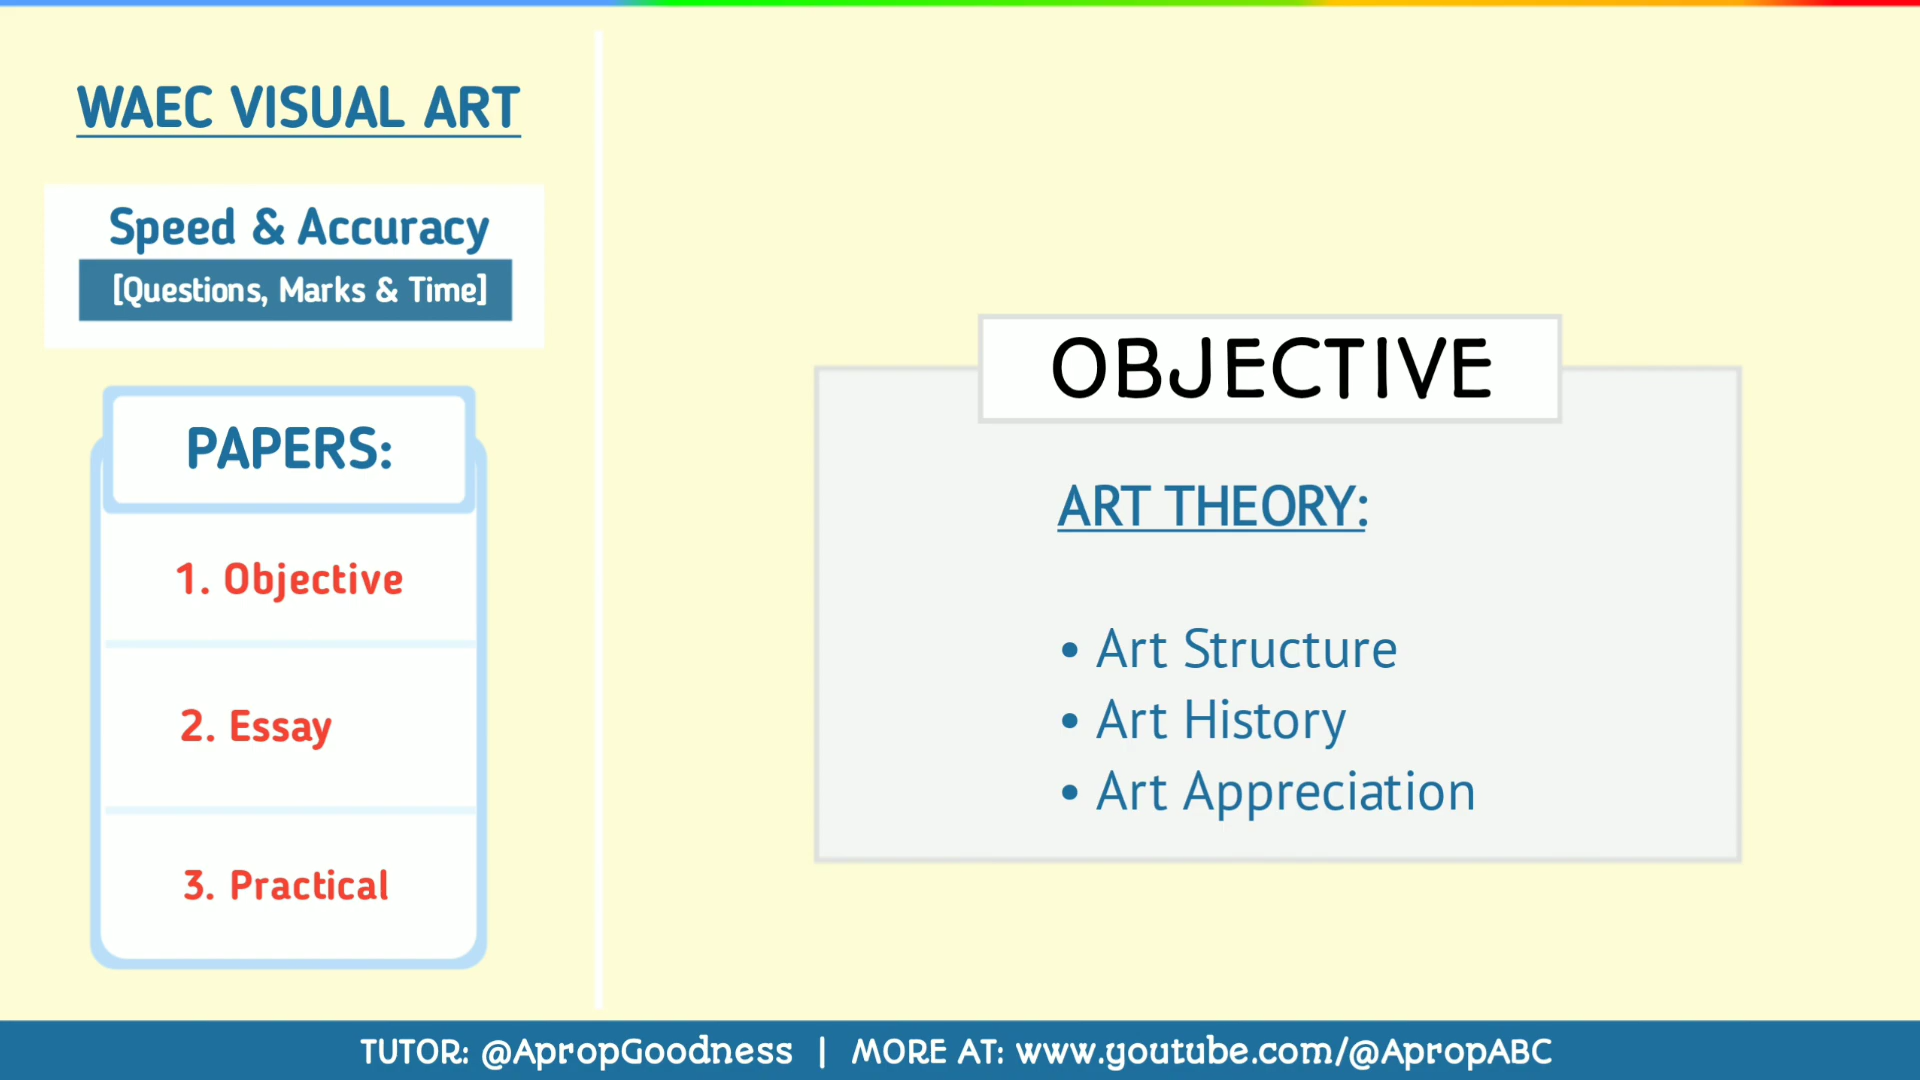 WAEC VISUAL ART
Speed & Accuracy
[Questions, Marks & Time]
PAPERS:
1. Objective
2. Essay
3. Practical
OBJECTIVE
ART THEORY:
• Art Structure
• Art History
• Art Appreciation
TUTOR: @ApropGoodness | MORE AT: www.youtube.com/@ApropABC